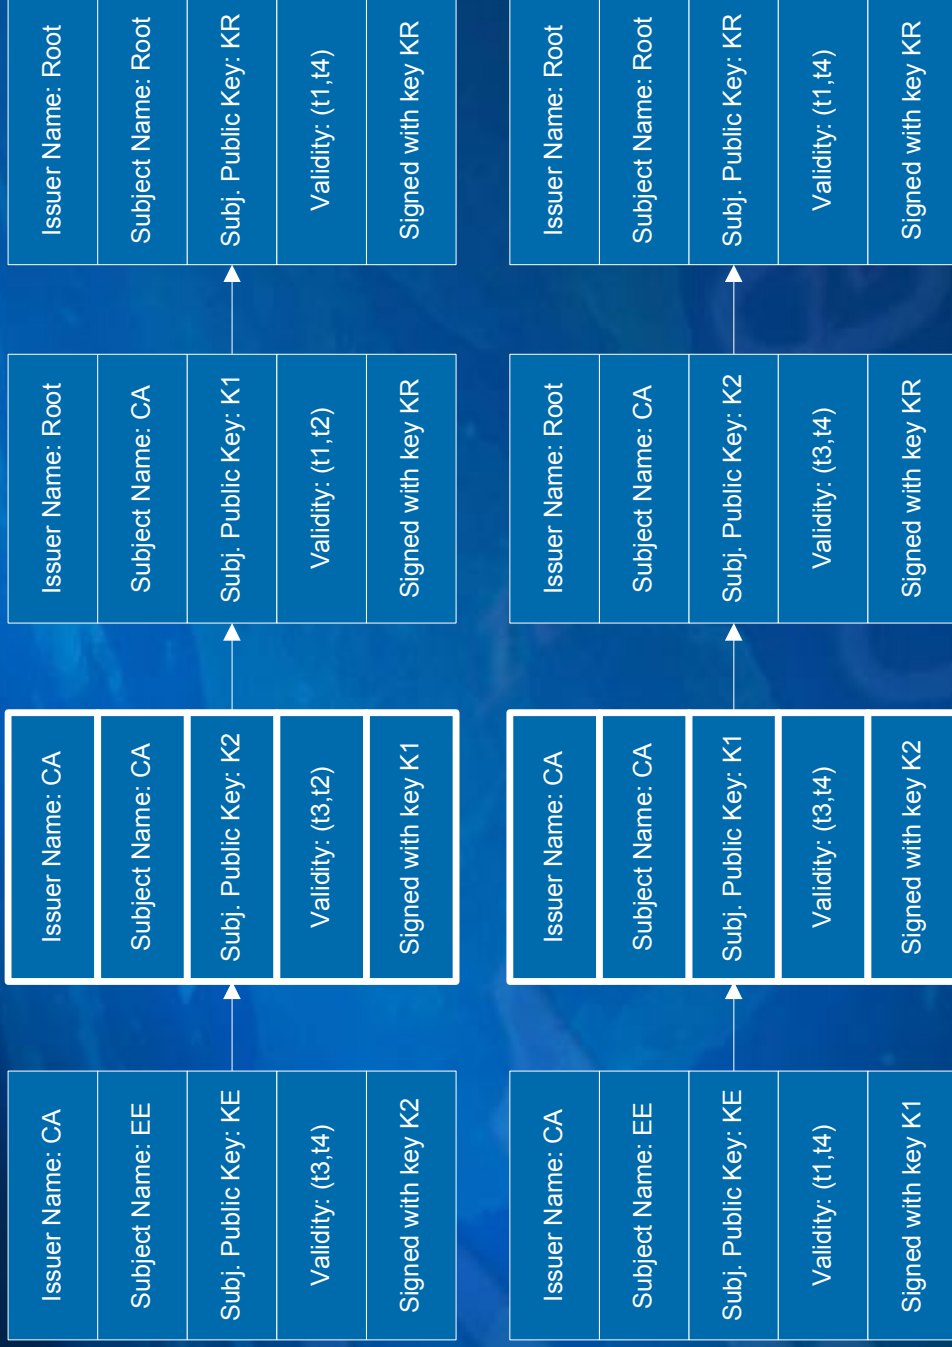 Issuer Name: CA
Subject Name: EE
Subj. Public Key: KE
Validity: (t3,t4)
Signed with key K2
Issuer Name: CA
Subject Name: CA
Subj. Public Key: K2
Validity: (t3,t2)
Signed with key K1
Issuer Name: Root
Subject Name: CA
Subj. Public Key: K1
Validity: (t1,t2)
Signed with key KR
Issuer Name: Root
Subject Name: Root
Subj. Public Key: KR
Validity: (t1,t4)
Signed with key KR
Issuer Name: CA
Subject Name: EE
Subj. Public Key: KE
Validity: (t1,t4)
Signed with key K1
Issuer Name: CA
Subject Name: CA
Subj. Public Key: K1
Validity: (t3,t4)
Signed with key K2
Issuer Name: Root
Subject Name: CA
Subj. Public Key: K2
Validity: (t3,t4)
Signed with key KR
Issuer Name: Root
Subject Name: Root
Subj. Public Key: KR
Validity: (t1,t4)
Signed with key KR